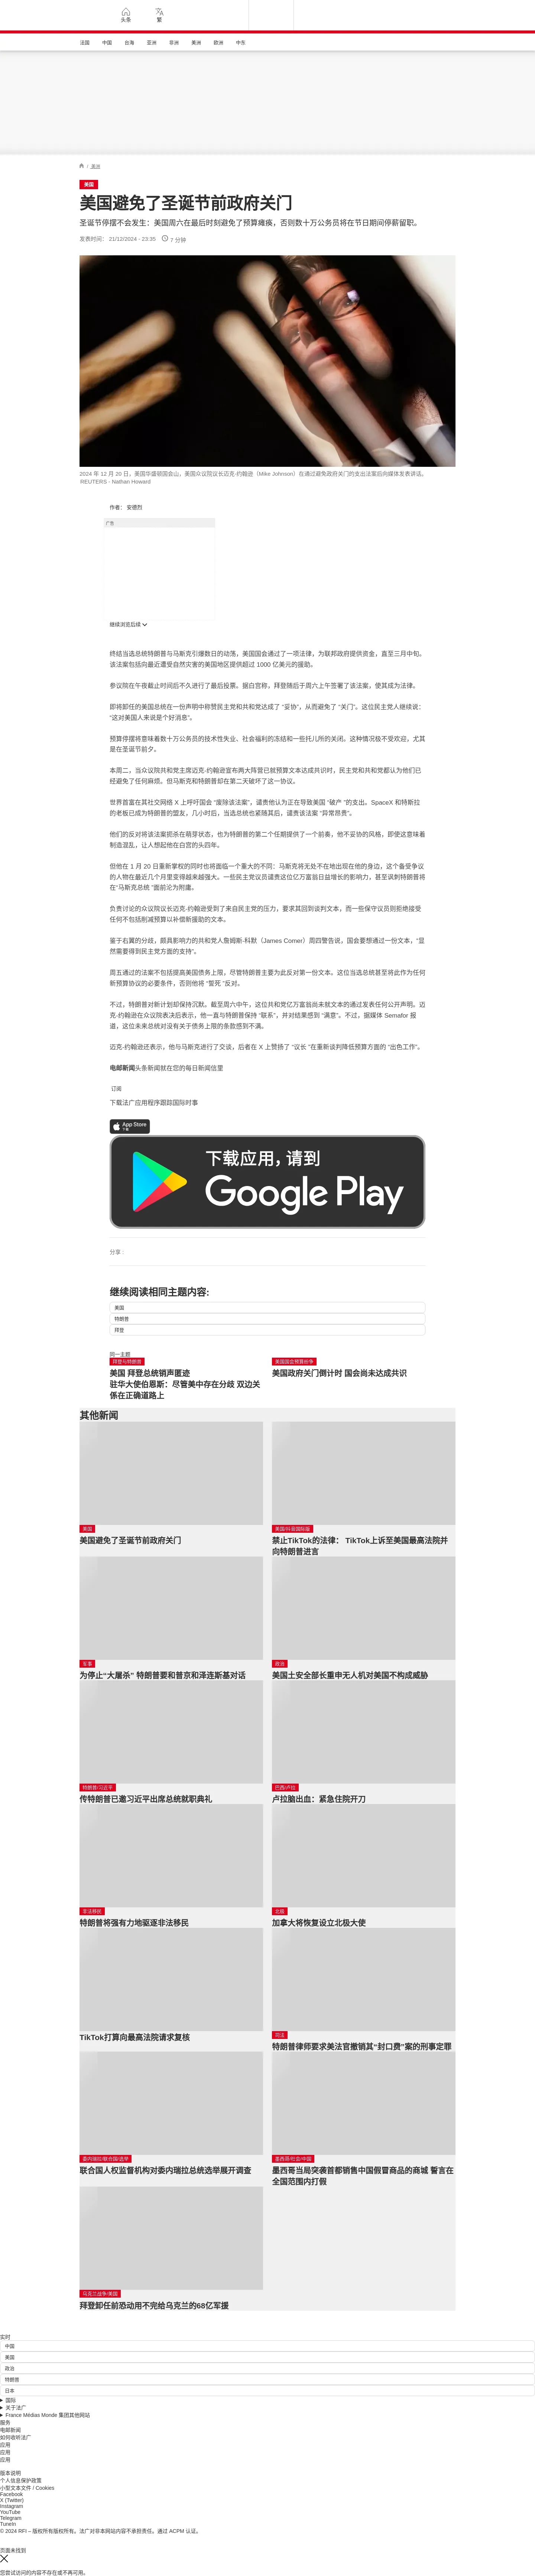 头条
繁
法国 中国 台海 亚洲 非洲 美洲 欧洲 中东
/ 美洲
美国
美国避免了圣诞节前政府关门
圣诞节停摆不会发生：美国周六在最后时刻避免了预算瘫痪，否则数十万公务员将在节日期间停薪留职。
发表时间： 21/12/2024 - 23:35 7 分钟
2024 年 12 月 20 日，美国华盛顿国会山，美国众议院议长迈克-约翰逊（Mike Johnson）在通过避免政府关门的支出法案后向媒体发表讲话。
REUTERS - Nathan Howard
作者： 安德烈
广告
继续浏览后续
终结当选总统特朗普与马斯克引爆数日的动荡，美国国会通过了一项法律，为联邦政府提供资金，直至三月中旬。
该法案包括向最近遭受自然灾害的美国地区提供超过 1000 亿美元的援助。
参议院在午夜截止时间后不久进行了最后投票。据白宫称，拜登随后于周六上午签署了该法案，使其成为法律。
即将卸任的美国总统在一份声明中称赞民主党和共和党达成了 “妥协”，从而避免了 “关门”。这位民主党人继续说:
“这对美国人来说是个好消息”。
预算停摆将意味着数十万公务员的技术性失业、社会福利的冻结和一些托儿所的关闭。这种情况极不受欢迎，尤其
是在圣诞节前夕。
本周二，当众议院共和党主席迈克-约翰逊宣布两大阵营已就预算文本达成共识时，民主党和共和党都认为他们已
经避免了任何麻烦。但马斯克和特朗普却在第二天破坏了这一协议。
世界首富在其社交网络 X 上呼吁国会 “废除该法案”，谴责他认为正在导致美国 “破产 ”的支出。SpaceX 和特斯拉
的老板已成为特朗普的盟友，几小时后，当选总统也紧随其后，谴责该法案 “异常昂贵”。
他们的反对将该法案扼杀在萌芽状态，也为特朗普的第二个任期提供了一个前奏，他不妥协的风格，即使这意味着
制造混乱，让人想起他在白宫的头四年。
但他在 1 月 20 日重新掌权的同时也将面临一个重大的不同：马斯克将无处不在地出现在他的身边，这个备受争议
的人物在最近几个月里变得越来越强大。一些民主党议员谴责这位亿万富翁日益增长的影响力，甚至讽刺特朗普将
在“马斯克总统 ”面前沦为附庸。
负责讨论的众议院议长迈克-约翰逊受到了来自民主党的压力，要求其回到谈判文本，而一些保守议员则拒绝接受
任何不包括削减预算以补偿新援助的文本。
鉴于右翼的分歧，颇具影响力的共和党人詹姆斯-科默（James Comer）周四警告说，国会要想通过一份文本，“显
然需要得到民主党方面的支持”。
周五通过的法案不包括提高美国债务上限，尽管特朗普主要为此反对第一份文本。这位当选总统甚至将此作为任何
新预算协议的必要条件，否则他将 “誓死 ”反对。
不过，特朗普对新计划却保持沉默。截至周六中午，这位共和党亿万富翁尚未就文本的通过发表任何公开声明。迈
克-约翰逊在众议院表决后表示，他一直与特朗普保持 “联系”，并对结果感到 “满意”。不过，据媒体 Semafor 报
道，这位未来总统对没有关于债务上限的条款感到不满。
迈克-约翰逊还表示，他与马斯克进行了交谈，后者在 X 上赞扬了 “议长 ”在重新谈判降低预算方面的 “出色工作”。
电邮新闻头条新闻就在您的每日新闻信里
订阅
下载法广应用程序跟踪国际时事
App Store
下载
下载应用，请到
Google Play
分享 :
继续阅读相同主题内容:
美国
特朗普
拜登
同一主题
拜登与特朗普
美国 拜登总统销声匿迹
驻华大使伯恩斯：尽管美中存在分歧 双边关
係在正确道路上
美国国会预算纷争
美国政府关门倒计时 国会尚未达成共识
其他新闻
美国
美国避免了圣诞节前政府关门
美国/抖音国际版
禁止TikTok的法律： TikTok上诉至美国最高法院并
向特朗普进言
军事
为停止“大屠杀” 特朗普要和普京和泽连斯基对话
政治
美国土安全部长重申无人机对美国不构成威胁
特朗普/习近平
传特朗普已邀习近平出席总统就职典礼
巴西/卢拉
卢拉脑出血：紧急住院开刀
非法移民
特朗普将强有力地驱逐非法移民
北极
加拿大将恢复设立北极大使
TikTok打算向最高法院请求复核
司法
特朗普律师要求美法官撤销其“封口费”案的刑事定罪
委内瑞拉/联合国/选举
联合国人权监督机构对委内瑞拉总统选举展开调查
墨西哥/社会/中国
墨西哥当局突袭首都销售中国假冒商品的商城 誓言在
全国范围内打假
乌克兰战争/美国
拜登卸任前恐动用不完给乌克兰的68亿军援
实时
中国
美国
政治
特朗普
日本
国际
关于法广
France Médias Monde 集团其他网站
服务
电邮新闻
如何收听法广
应用
应用
应用
版本说明
个人信息保护政策
小型文本文件 / Cookies
Facebook
X (Twitter)
Instagram
YouTube
Telegram
TuneIn
© 2024 RFI – 版权所有版权所有。法广对非本网站内容不承担责任。通过 ACPM 认证。
页面未找到
您尝试访问的内容不存在或不再可用。